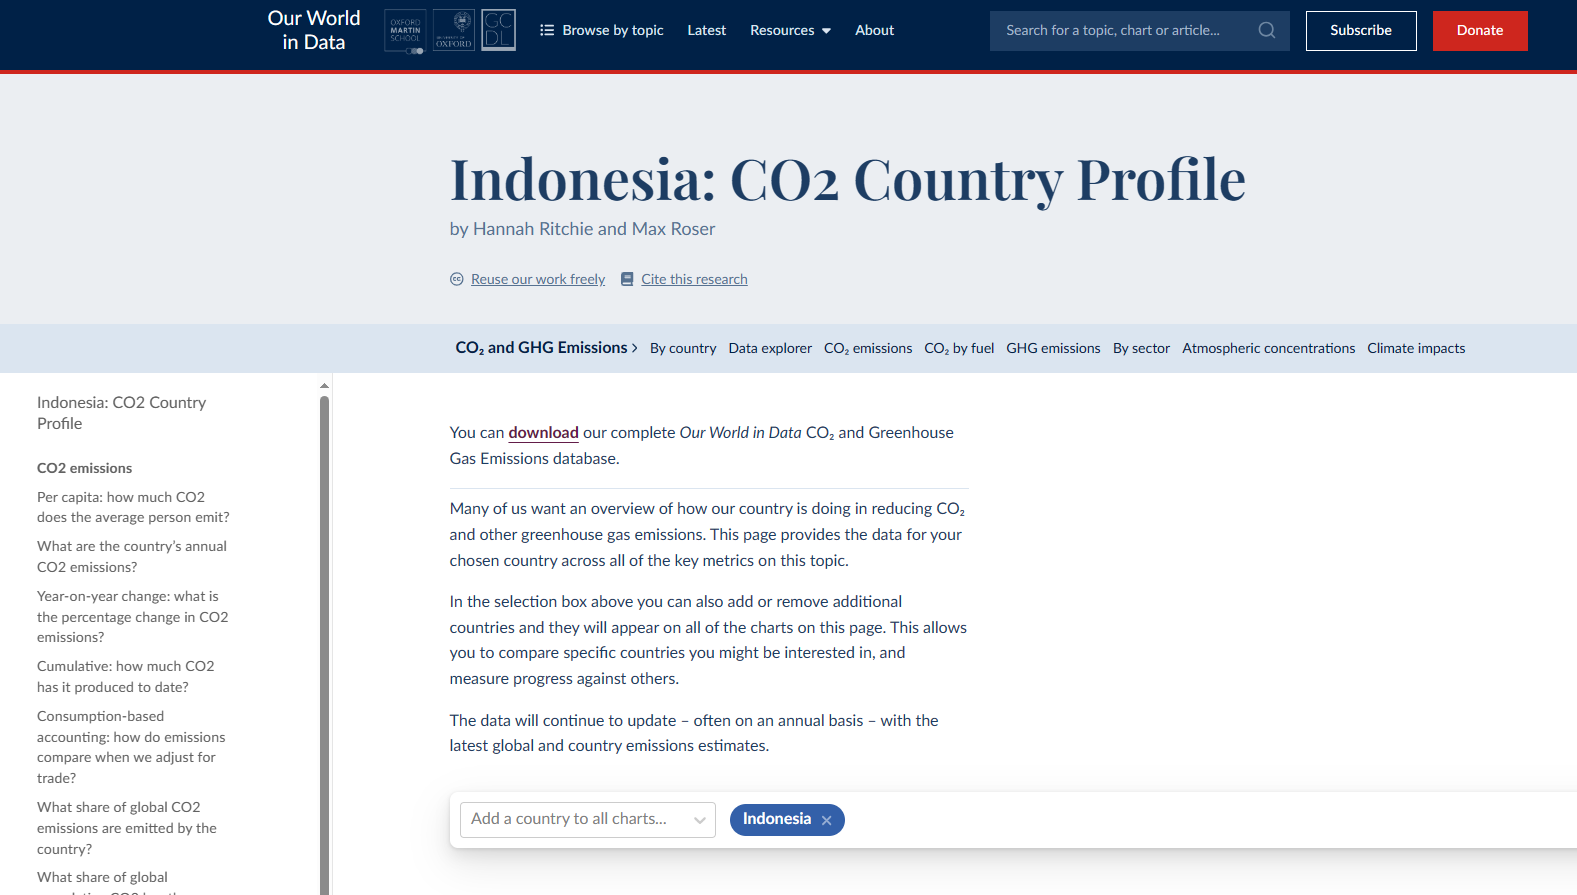 Our World
in Data
OXFORD
MARTIN
SCHOOL
UNIVERSITY OF
OXFORD
GC
DL
Browse by topic
Latest
Resources
About
Search for a topic, chart or article...
Subscribe
Donate
Indonesia: CO2 Country Profile
by Hannah Ritchie and Max Roser
cc Reuse our work freely
Cite this research
CO₂ and GHG Emissions
By country
Data explorer
CO₂ emissions
CO₂ by fuel
GHG emissions
By sector
Atmospheric concentrations
Climate impacts
Indonesia: CO2 Country
Profile
CO2 emissions
Per capita: how much CO2
does the average person emit?
What are the country’s annual
CO2 emissions?
Year-on-year change: what is
the percentage change in CO2
emissions?
Cumulative: how much CO2
has it produced to date?
Consumption-based
accounting: how do emissions
compare when we adjust for
trade?
What share of global CO2
emissions are emitted by the
country?
What share of global
You can download our complete Our World in Data CO₂ and Greenhouse
Gas Emissions database.
Many of us want an overview of how our country is doing in reducing CO₂
and other greenhouse gas emissions. This page provides the data for your
chosen country across all of the key metrics on this topic.
In the selection box above you can also add or remove additional
countries and they will appear on all of the charts on this page. This allows
you to compare specific countries you might be interested in, and
measure progress against others.
The data will continue to update – often on an annual basis – with the
latest global and country emissions estimates.
Add a country to all charts...
Indonesia ×